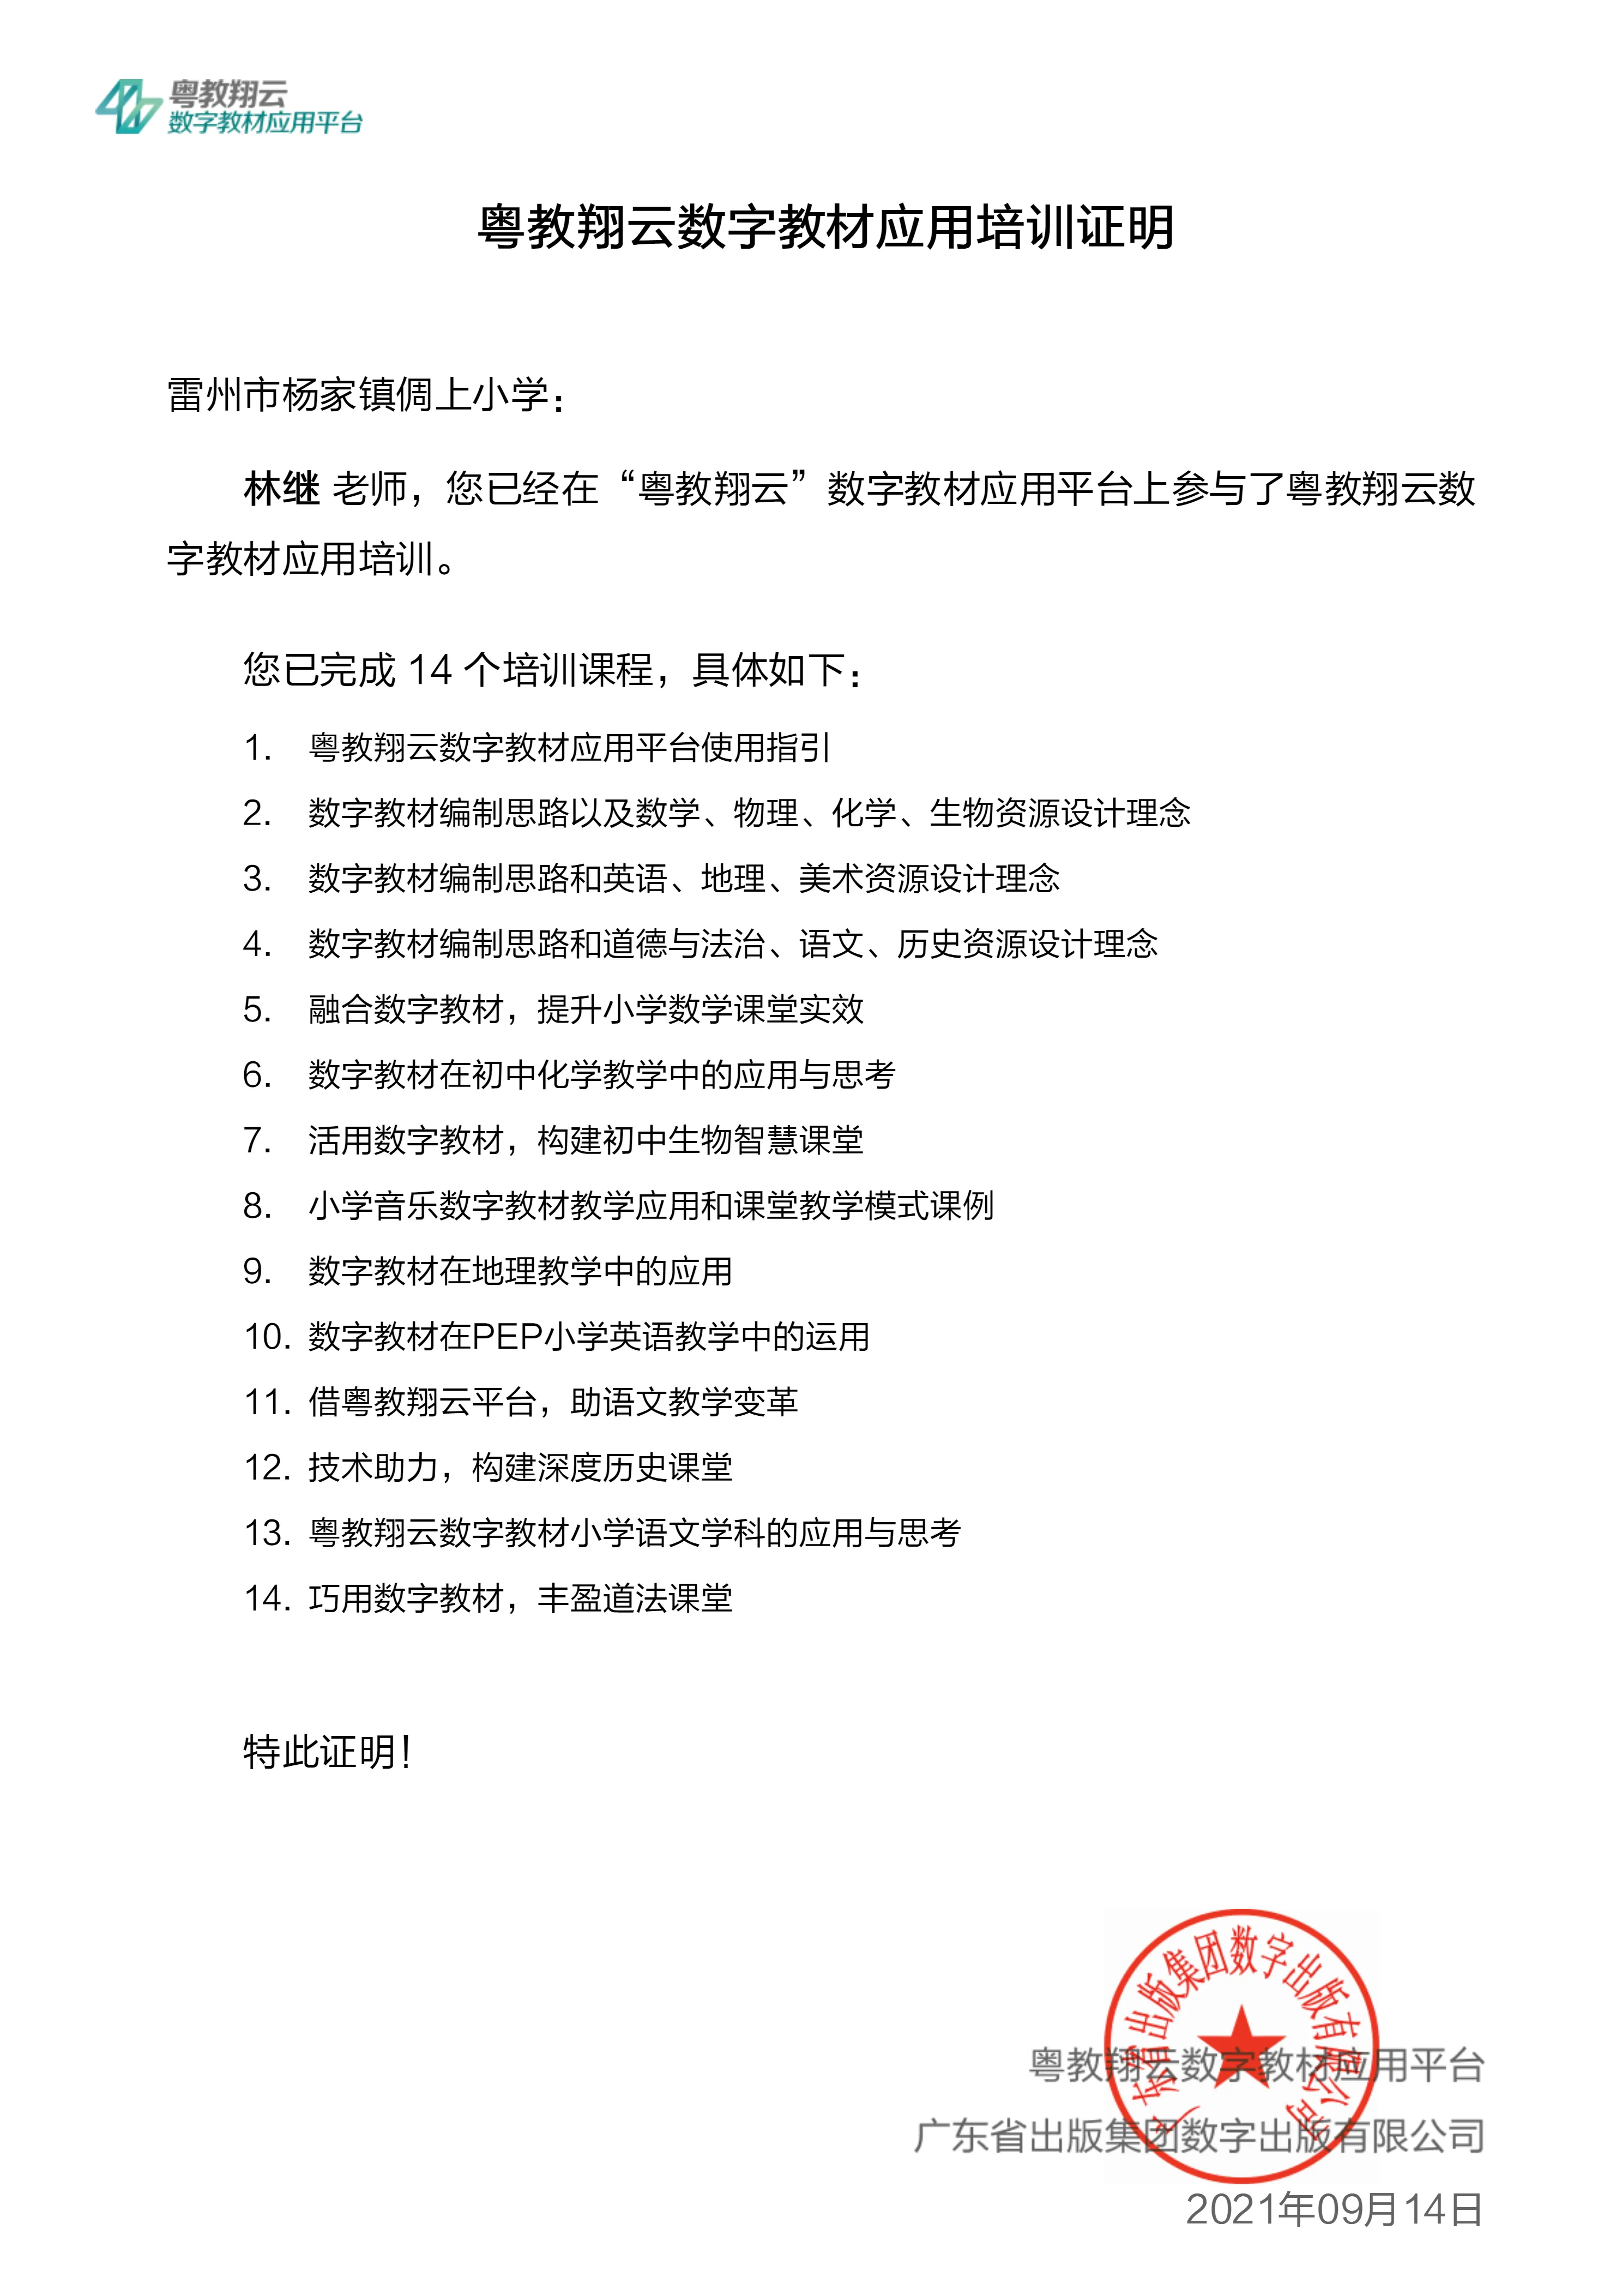 粤教翔云
数字教材应用平台
粤教翔云数字教材应用培训证明
雷州市杨家镇倜上小学：
林继 老师，您已经在“粤教翔云”数字教材应用平台上参与了粤教翔云数
字教材应用培训。
您已完成 14 个培训课程，具体如下：
1. 粤教翔云数字教材应用平台使用指引
2. 数字教材编制思路以及数学、物理、化学、生物资源设计理念
3. 数字教材编制思路和英语、地理、美术资源设计理念
4. 数字教材编制思路和道德与法治、语文、历史资源设计理念
5. 融合数字教材，提升小学数学课堂实效
6. 数字教材在初中化学教学中的应用与思考
7. 活用数字教材，构建初中生物智慧课堂
8. 小学音乐数字教材教学应用和课堂教学模式课例
9. 数字教材在地理教学中的应用
10. 数字教材在PEP小学英语教学中的运用
11. 借粤教翔云平台，助语文教学变革
12. 技术助力，构建深度历史课堂
13. 粤教翔云数字教材小学语文学科的应用与思考
14. 巧用数字教材，丰盈道法课堂
特此证明！
广东省出版集团数字出版有限公司
粤教翔云数字教材应用平台
广东省出版集团数字出版有限公司
2021年09月14日